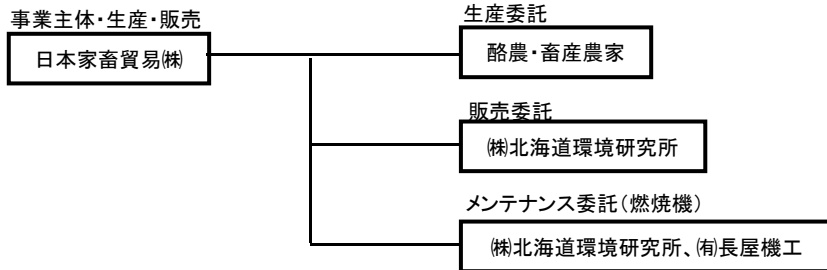 事業主体・生産・販売
日本家畜貿易㈱
生産委託
酪農・畜産農家
販売委託
㈱北海道環境研究所
メンテナンス委託(燃焼機)
㈱北海道環境研究所、㈲長屋機工